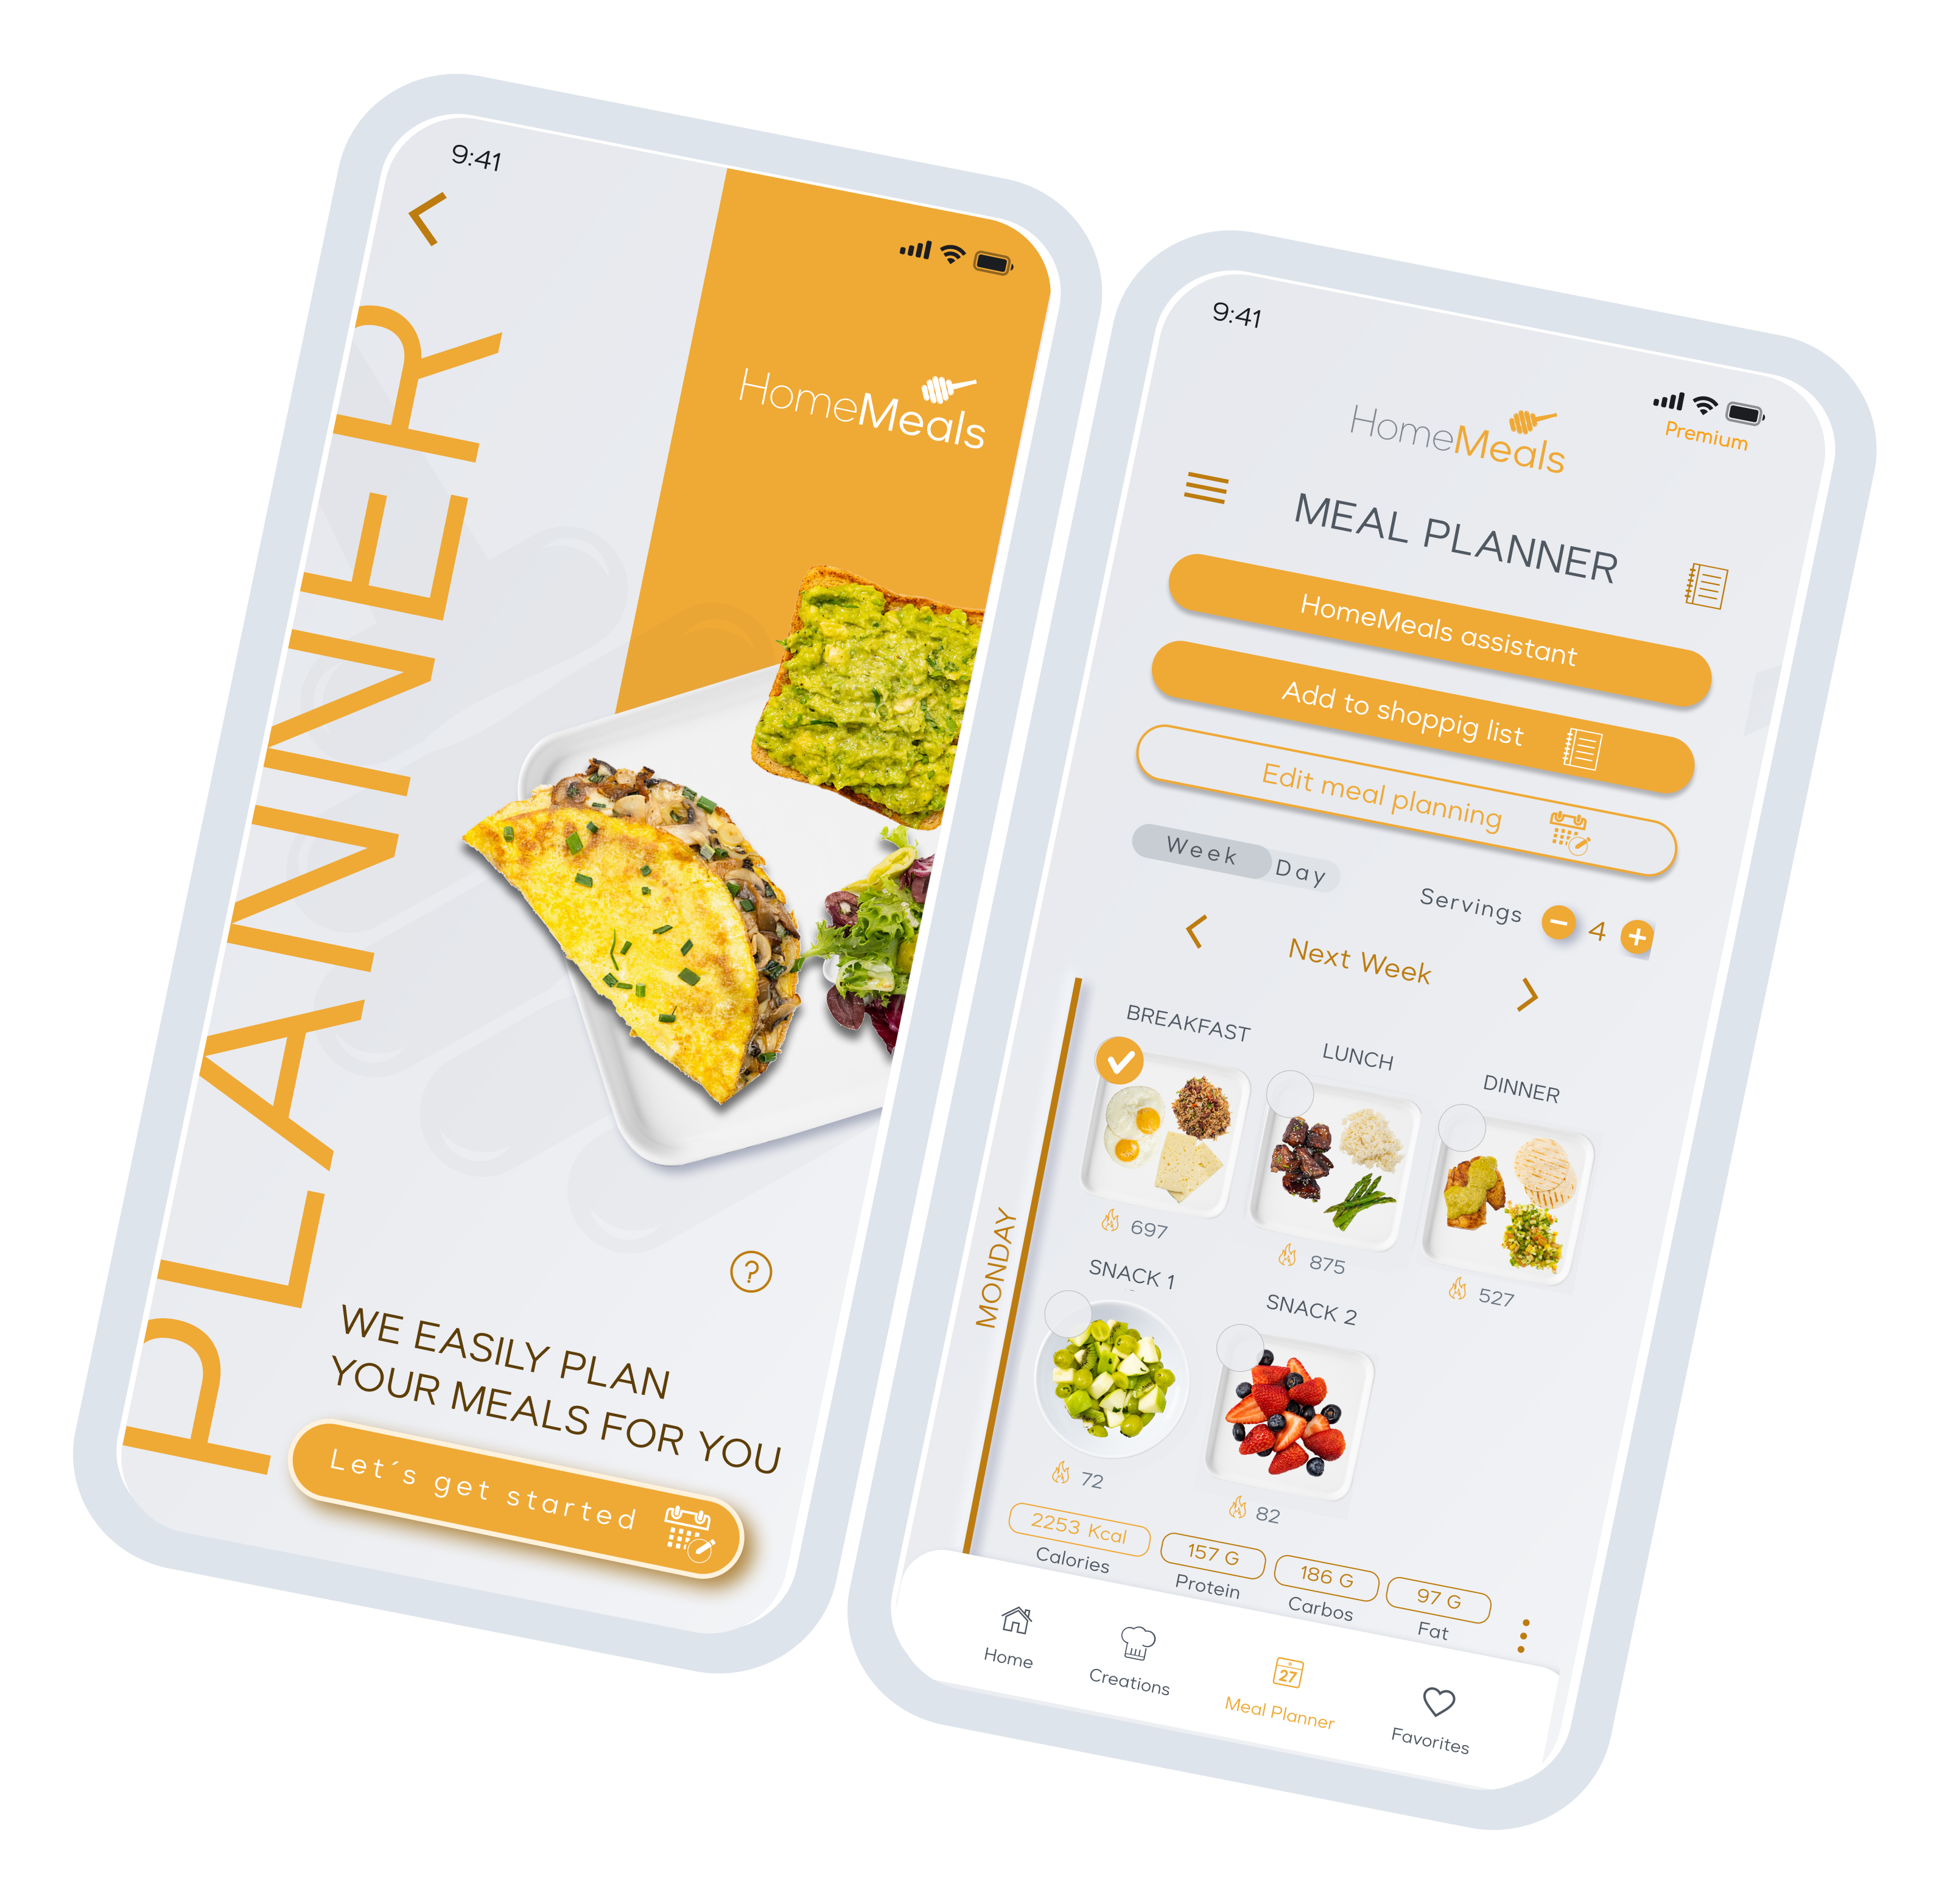 9:41
HomeMeals
PLANNER
?
WE EASILY PLAN
YOUR MEALS FOR YOU
Let´s get started
9:41
Premium
HomeMeals
MEAL PLANNER
HomeMeals assistant
Add to shoppig list
Edit meal planning
Week Day
Servings - 4 +
Next Week
BREAKFAST
LUNCH
DINNER
697
875
527
MONDAY
SNACK 1
SNACK 2
72
82
2253 Kcal
157 G
186 G
97 G
Calories
Protein
Carbos
Fat
27
Home
Creations
Meal Planner
Favorites